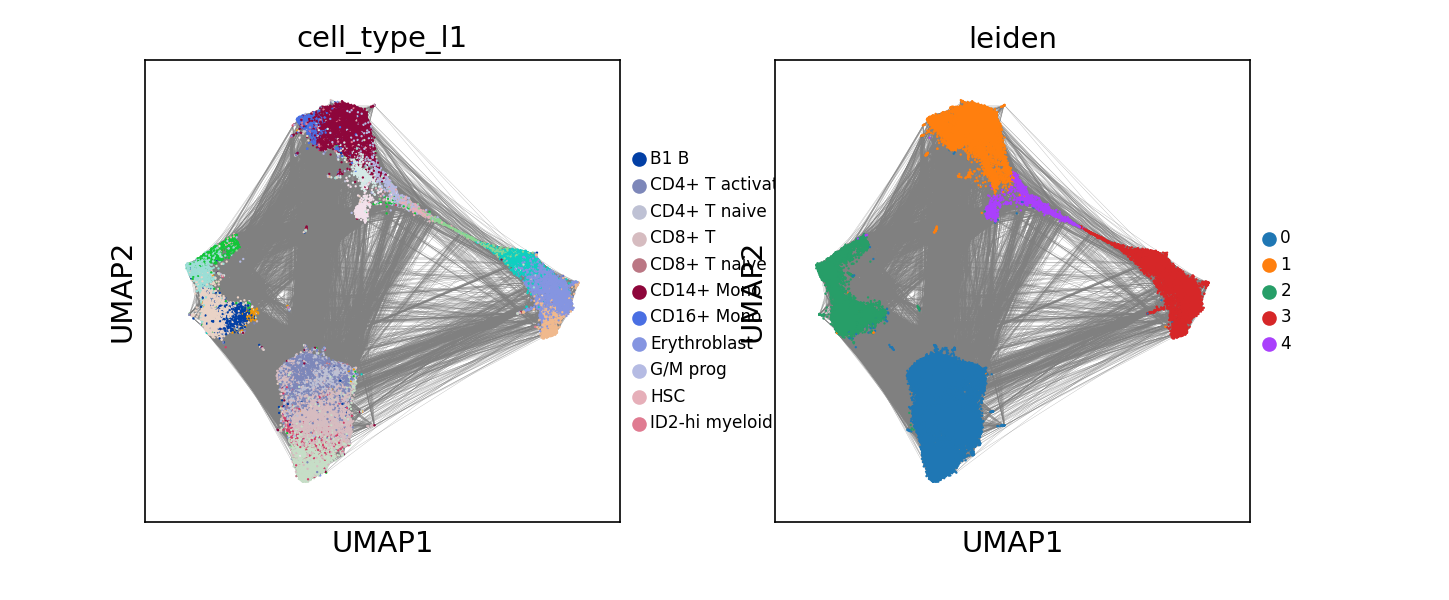 cell_type_l1
leiden
UMAP2
UMAP1
B1 B
CD4+ T activat
CD4+ T naive
CD8+ T
CD8+ T naive
CD14+ Mono
CD16+ Mono
Erythroblast
G/M prog
HSC
ID2-hi myeloid
UMAP2
UMAP1
0
1
2
3
4